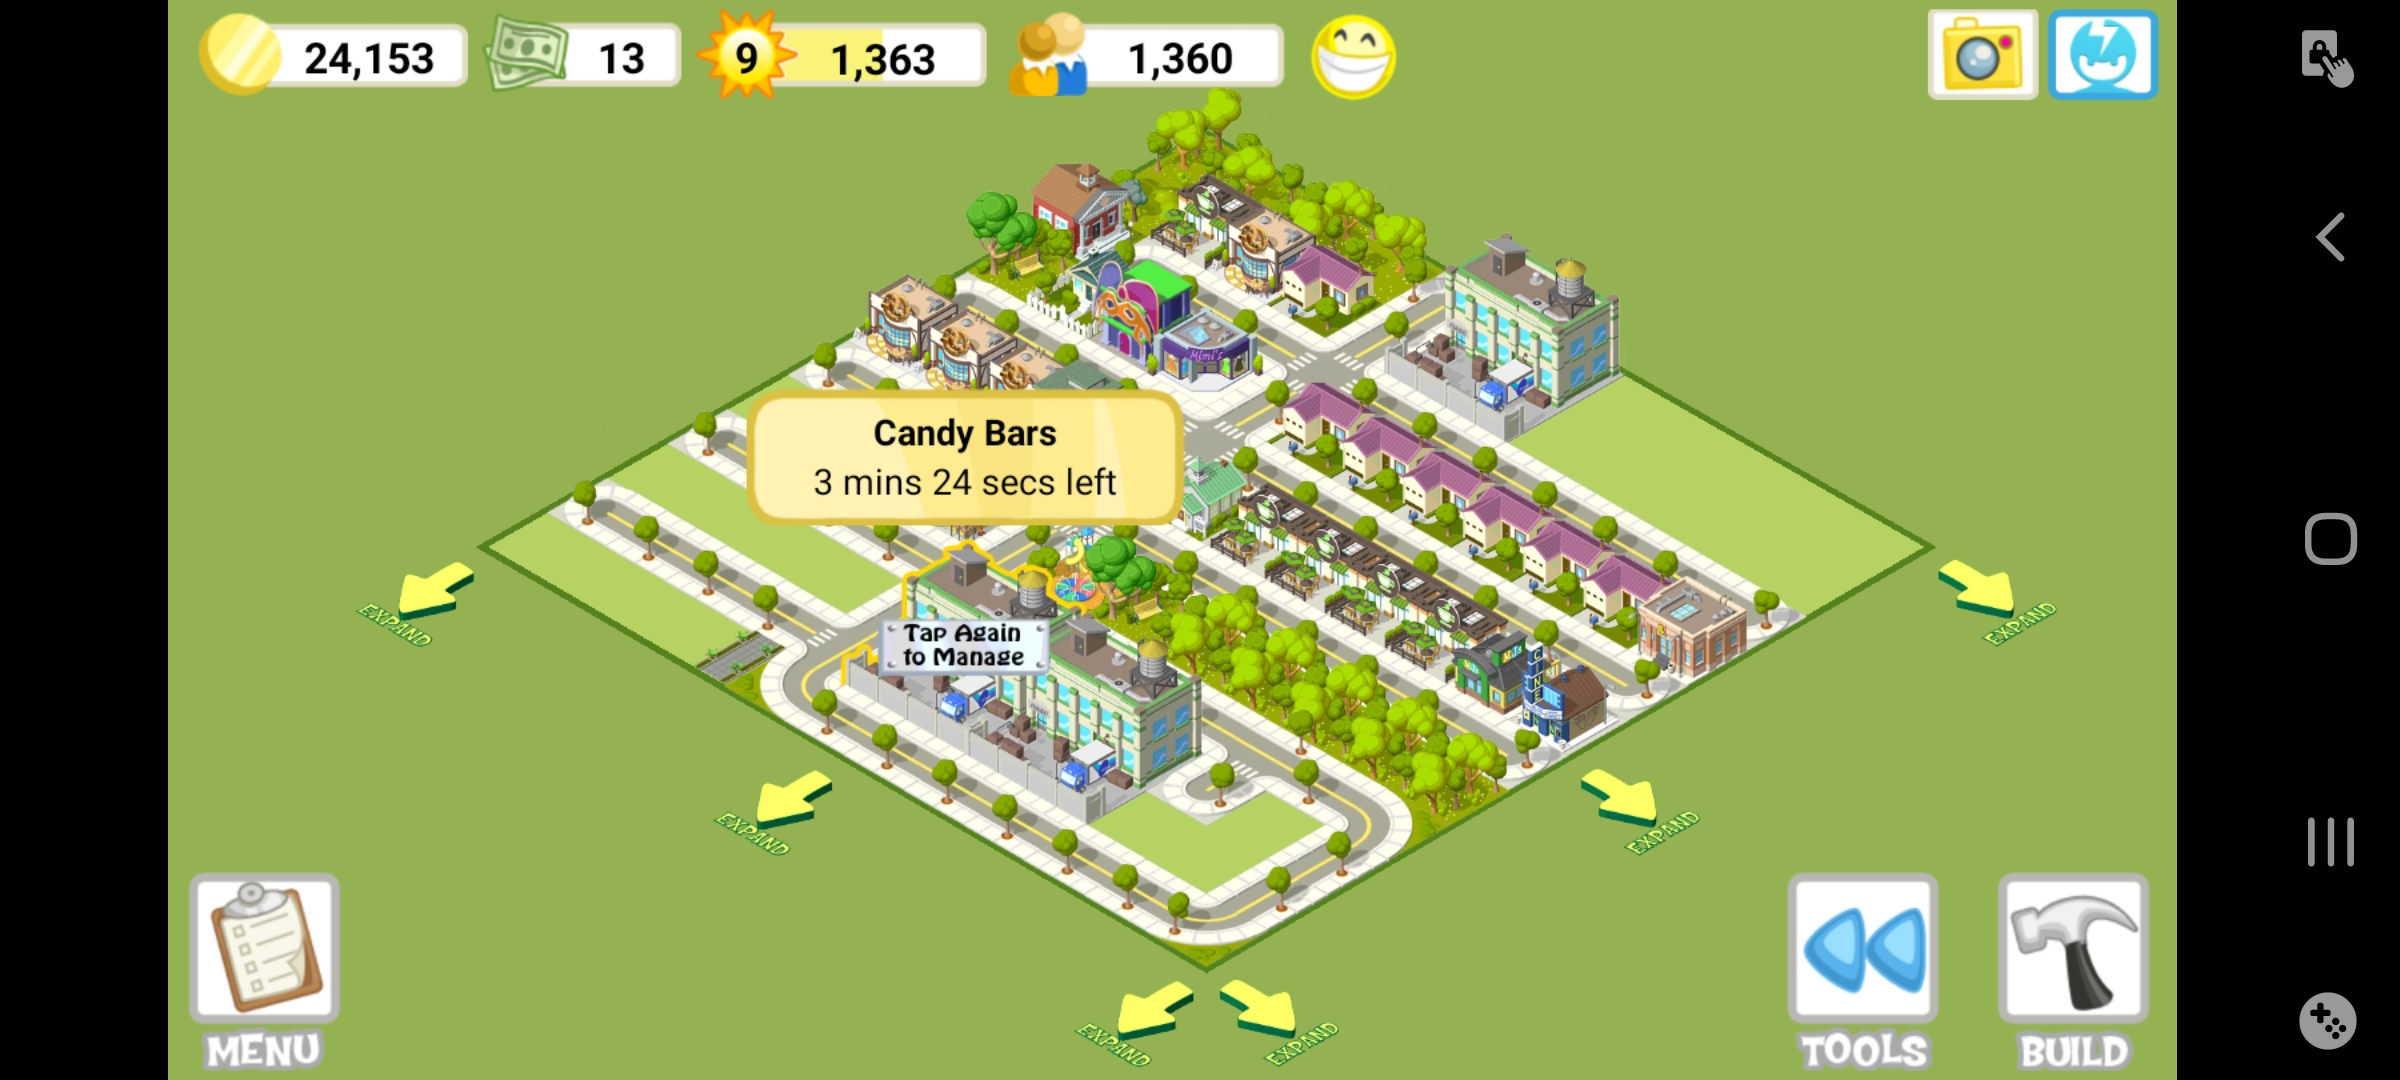 24,153
13
9
1,363
1,360
Mimi's
Candy Bars
3 mins 24 secs left
Tap Again
to Manage
CINE
EXPAND
EXPAND
EXPAND
EXPAND
EXPAND
EXPAND
MENU
TOOLS
BUILD